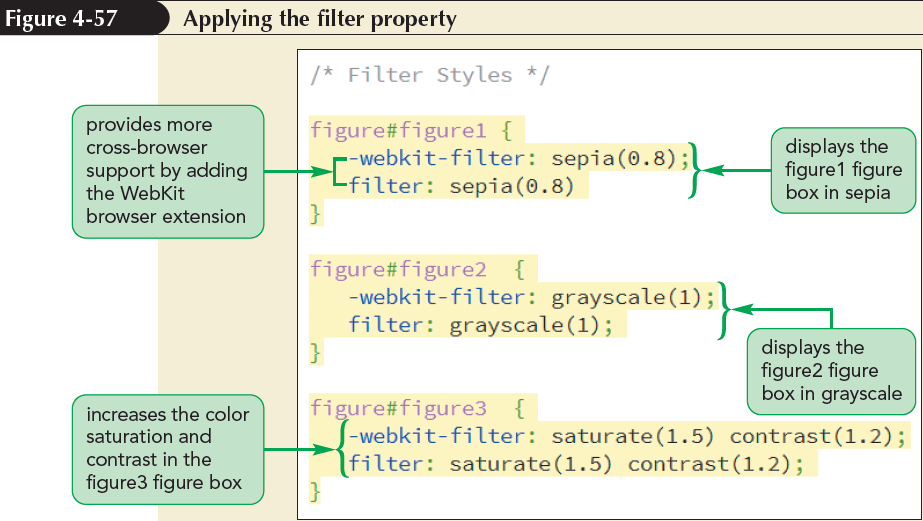 Figure 4-57 Applying the filter property
/* Filter Styles */
provides more
cross-browser
support by adding
the WebKit
browser extension
figure#figure1 {
-webkit-filter: sepia(0.8);
filter: sepia(0.8)
}
displays the
figure1 figure
box in sepia
figure#figure2 {
-webkit-filter: grayscale(1);
filter: grayscale(1);
}
displays the
figure2 figure
box in grayscale
increases the color
saturation and
contrast in the
figure3 figure box
figure#figure3 {
-webkit-filter: saturate(1.5) contrast(1.2);
filter: saturate(1.5) contrast(1.2);
}